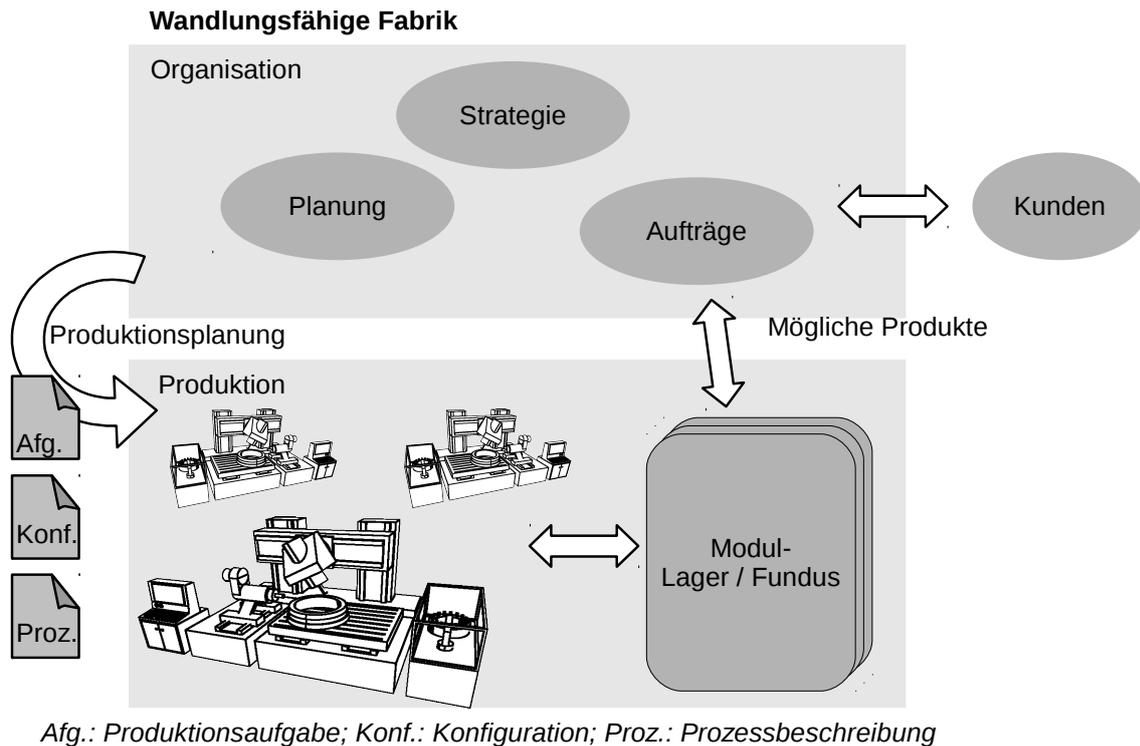 Wandlungsfähige Fabrik
Organisation
Strategie
Planung
Aufträge
Kunden
Produktionsplanung
Mögliche Produkte
Produktion
Afg.
Konf.
Proz.
Modul-
Lager / Fundus
Afg.: Produktionsaufgabe; Konf.: Konfiguration; Proz.: Prozessbeschreibung